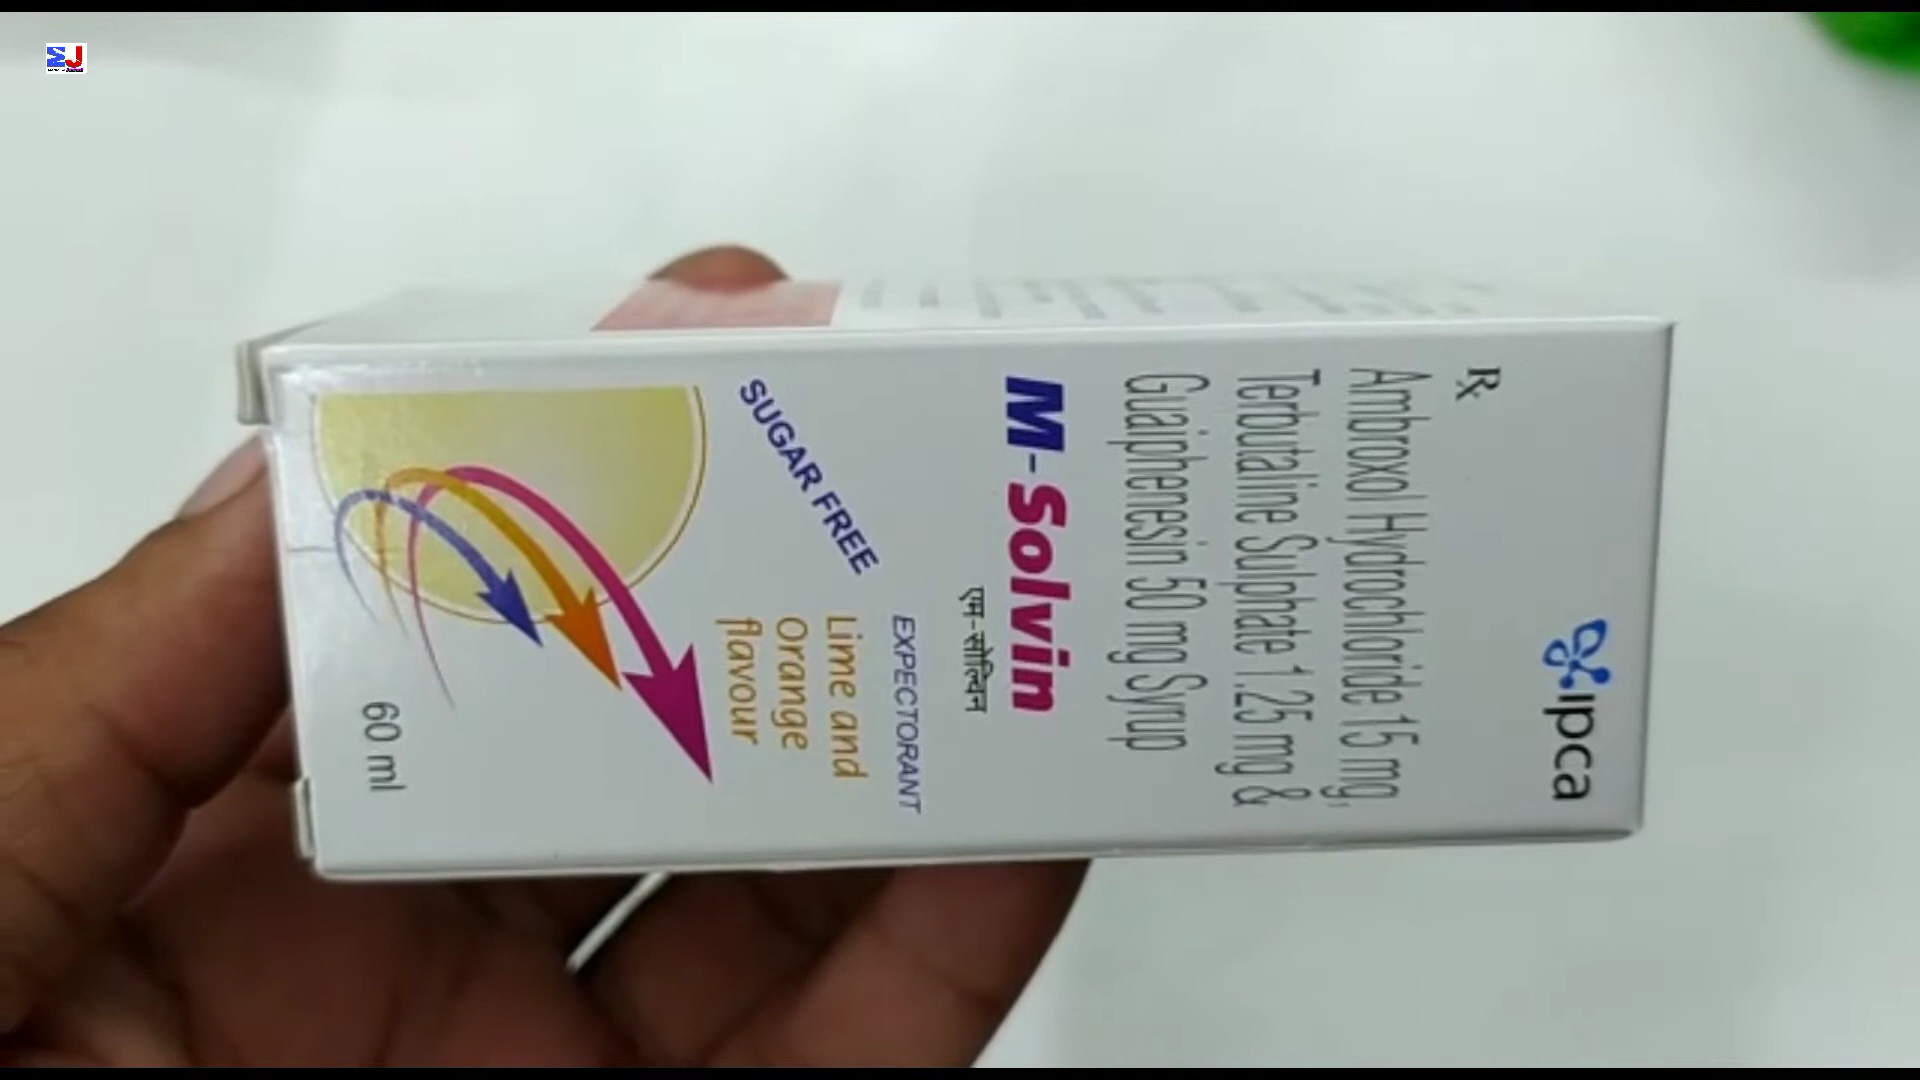 MJ
Ipca
Rx
Ambroxol Hydrochloride 15 mg,
Terbutaline Sulphate 1.25 mg &
Guaiphenesin 50 mg Syrup
M-Solvin
एम-सोल्विन
EXPECTORANT
SUGAR FREE
Lime and
Orange
flavour
60 ml